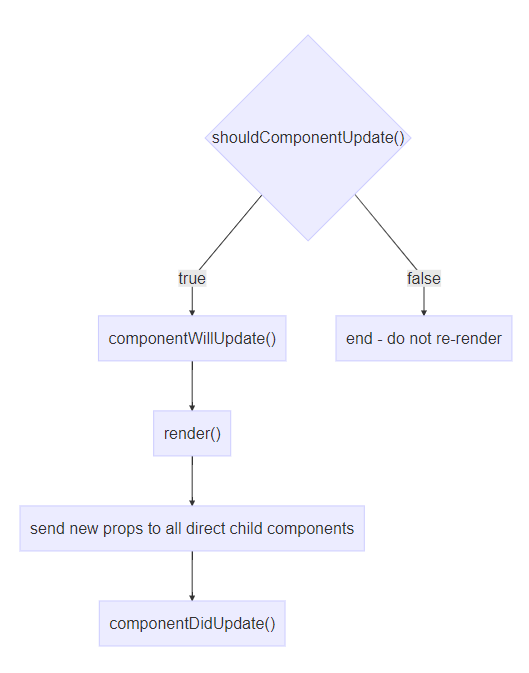 shouldComponentUpdate()
true
false
componentWillUpdate()
end - do not re-render
render()
send new props to all direct child components
componentDidUpdate()